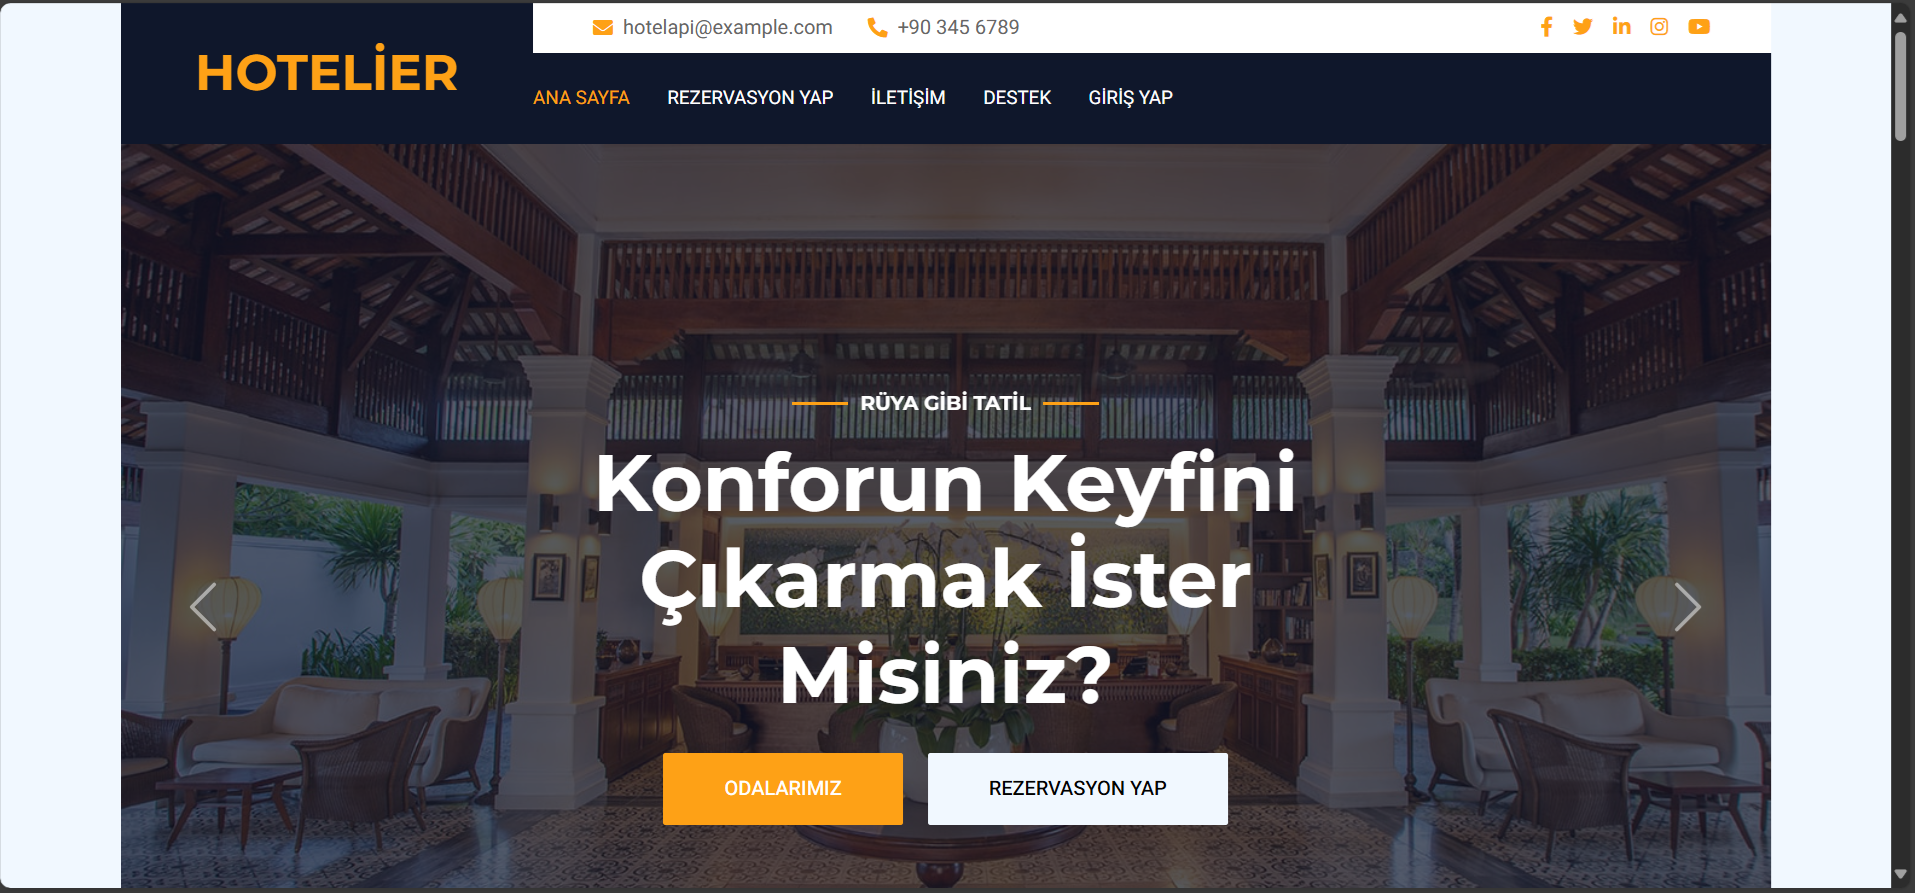 hotelapi@example.com +90 345 6789
HOTELİER
ANA SAYFA REZERVASYON YAP İLETİŞİM DESTEK GİRİŞ YAP
RÜYA GİBİ TATİL
Konforun Keyfini
Çıkarmak İster
Misiniz?
ODALARIMIZ REZERVASYON YAP